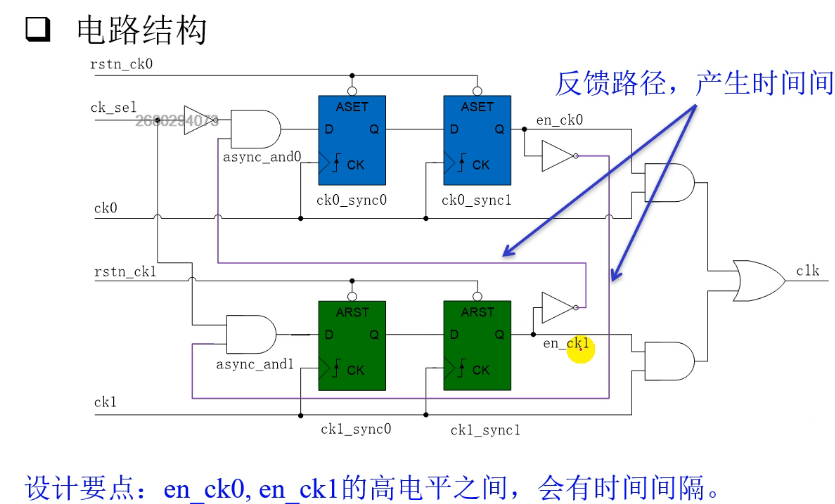 ❑ 电路结构
rstn_ck0
反馈路径，产生时间间
ck_sel
ASET
ASET
en_ck0
D Q
D Q
async_and0
CK
CK
ck0_sync0
ck0_sync1
ck0
rstn_ck1
clk
ARST
ARST
D Q
D Q
en_ck1
async_and1
CK
CK
ck1
ck1_sync0
ck1_sync1
设计要点：en_ck0, en_ck1的高电平之间，会有时间间隔。